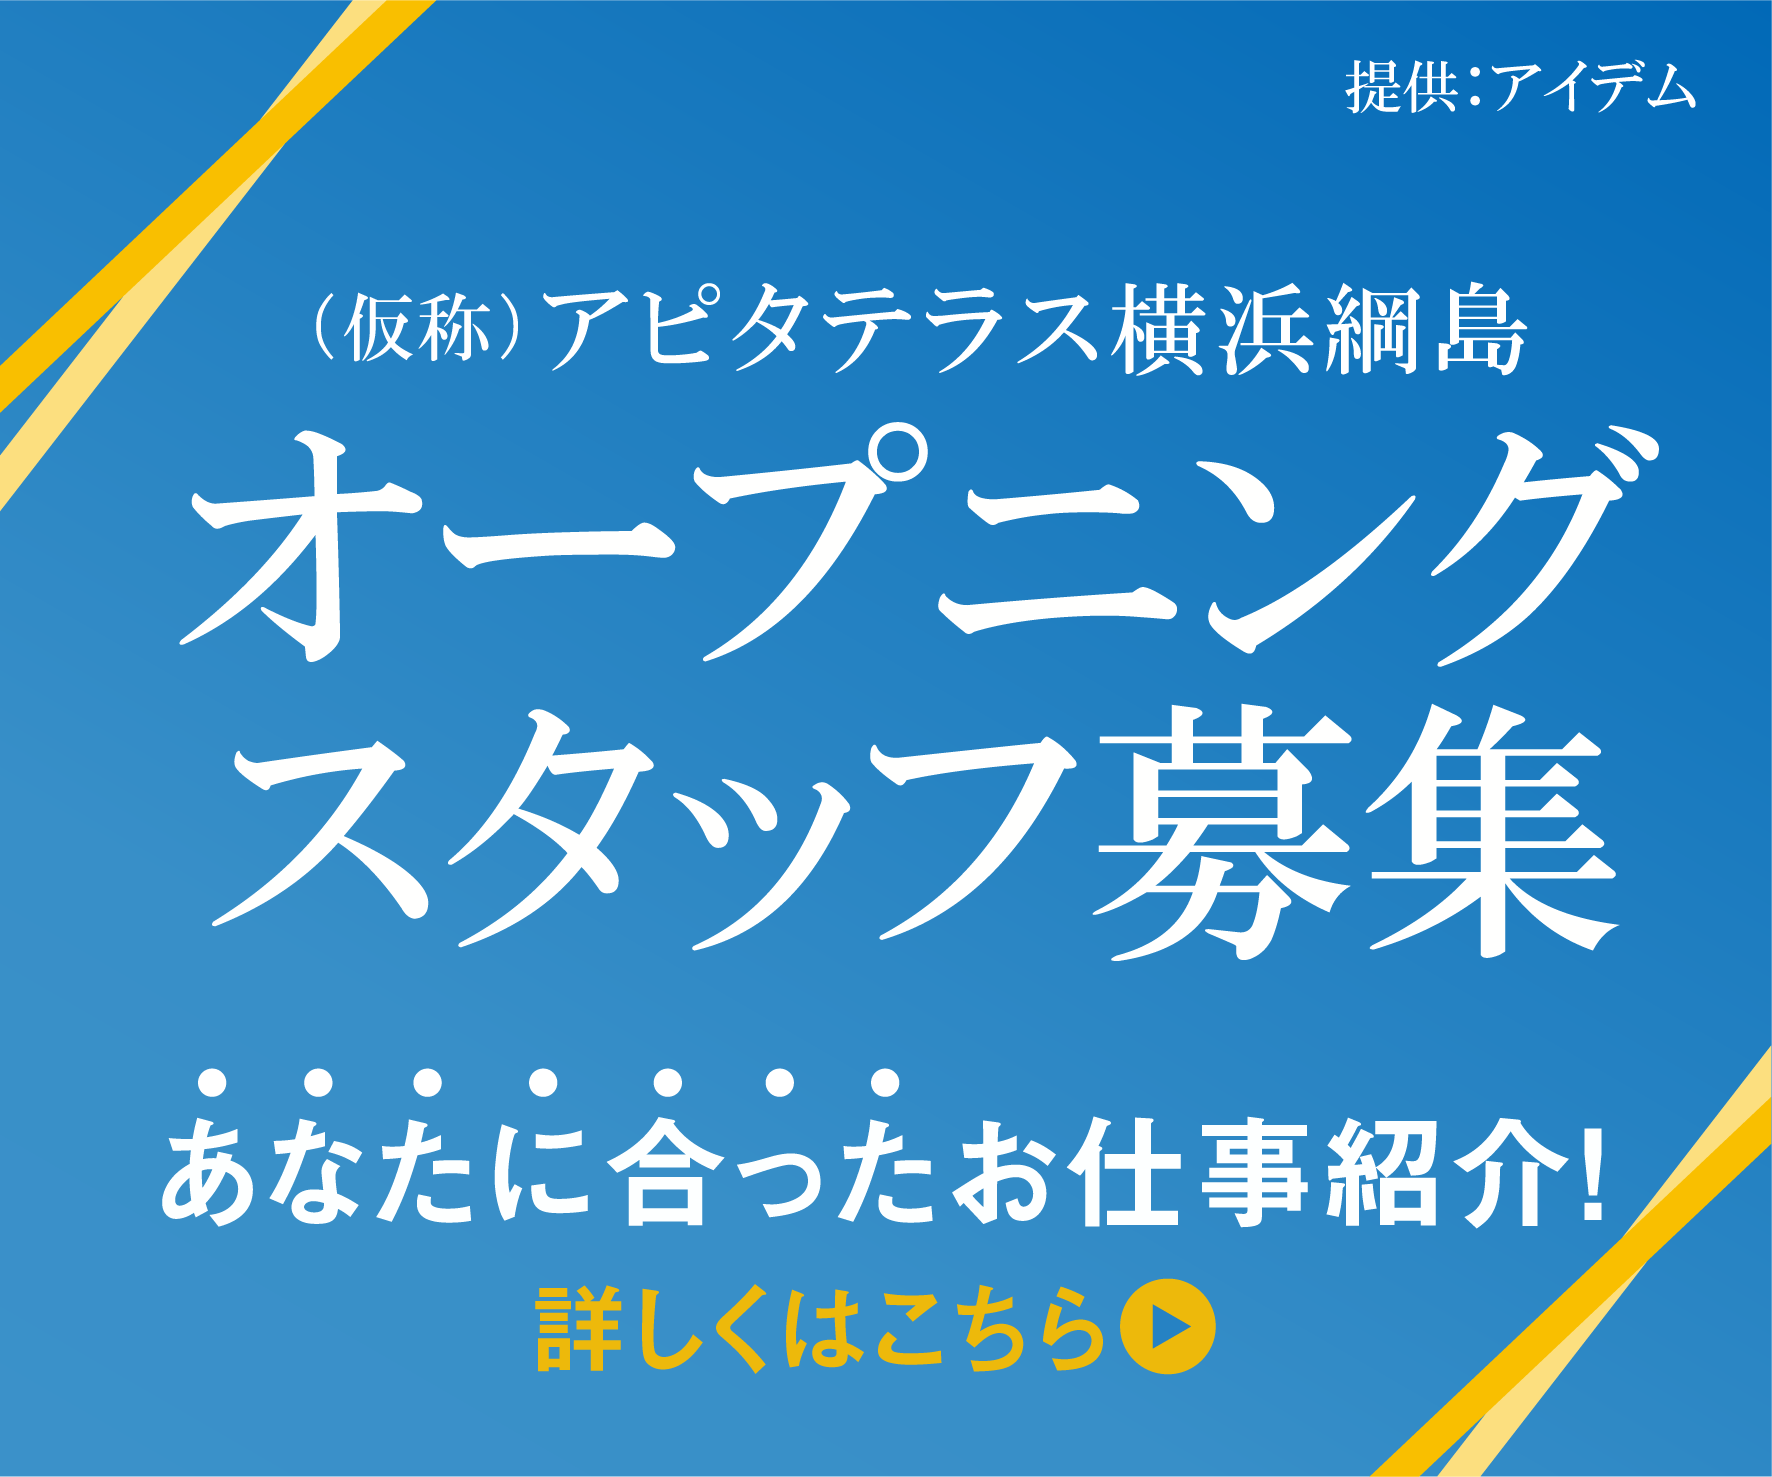 提供：アイデム
（仮称）アピタテラス横浜綱島
オープニング
スタッフ募集
あなたに合ったお仕事紹介！
詳しくはこちら